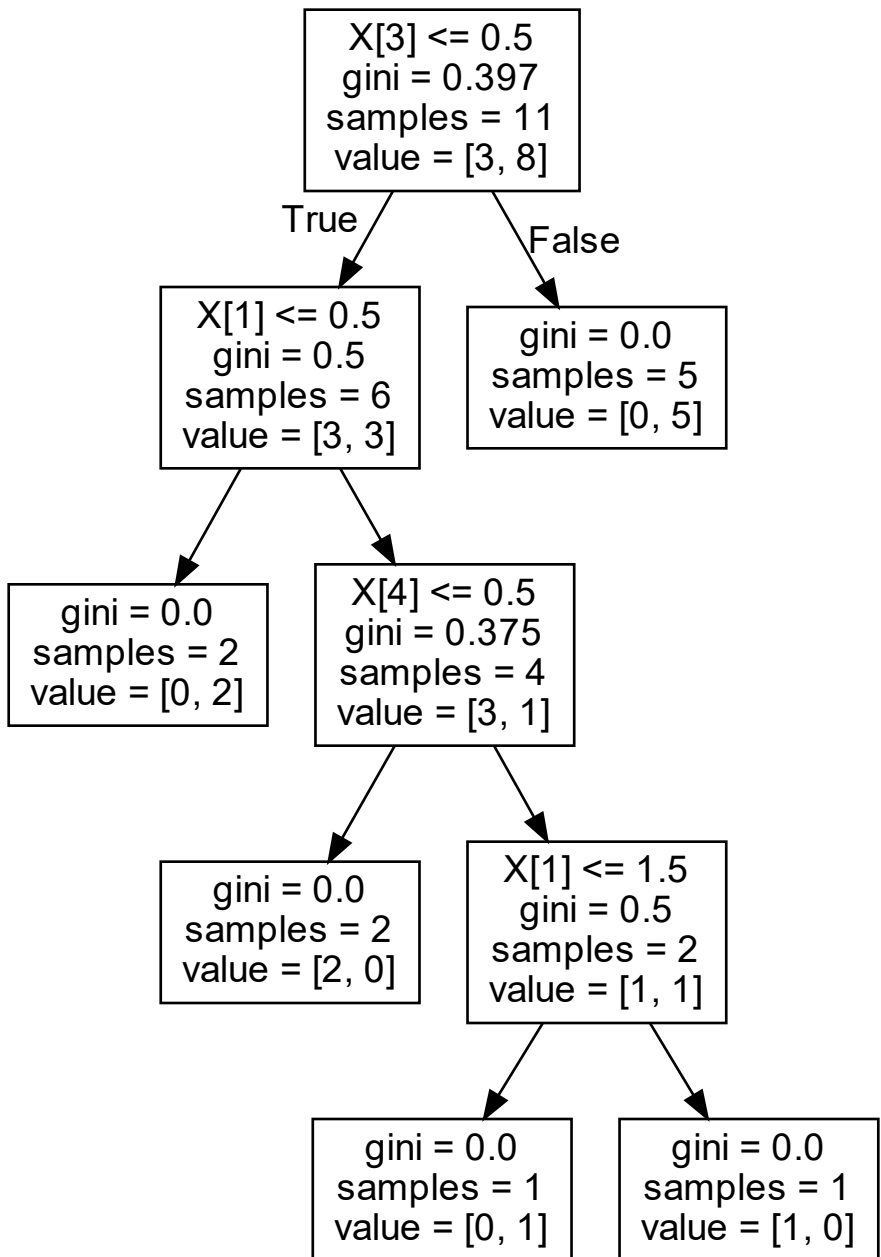 X[3] <= 0.5
gini = 0.397
samples = 11
value = [3, 8]
True
False
X[1] <= 0.5
gini = 0.5
samples = 6
value = [3, 3]
gini = 0.0
samples = 5
value = [0, 5]
gini = 0.0
samples = 2
value = [0, 2]
X[4] <= 0.5
gini = 0.375
samples = 4
value = [3, 1]
gini = 0.0
samples = 2
value = [2, 0]
X[1] <= 1.5
gini = 0.5
samples = 2
value = [1, 1]
gini = 0.0
samples = 1
value = [0, 1]
gini = 0.0
samples = 1
value = [1, 0]